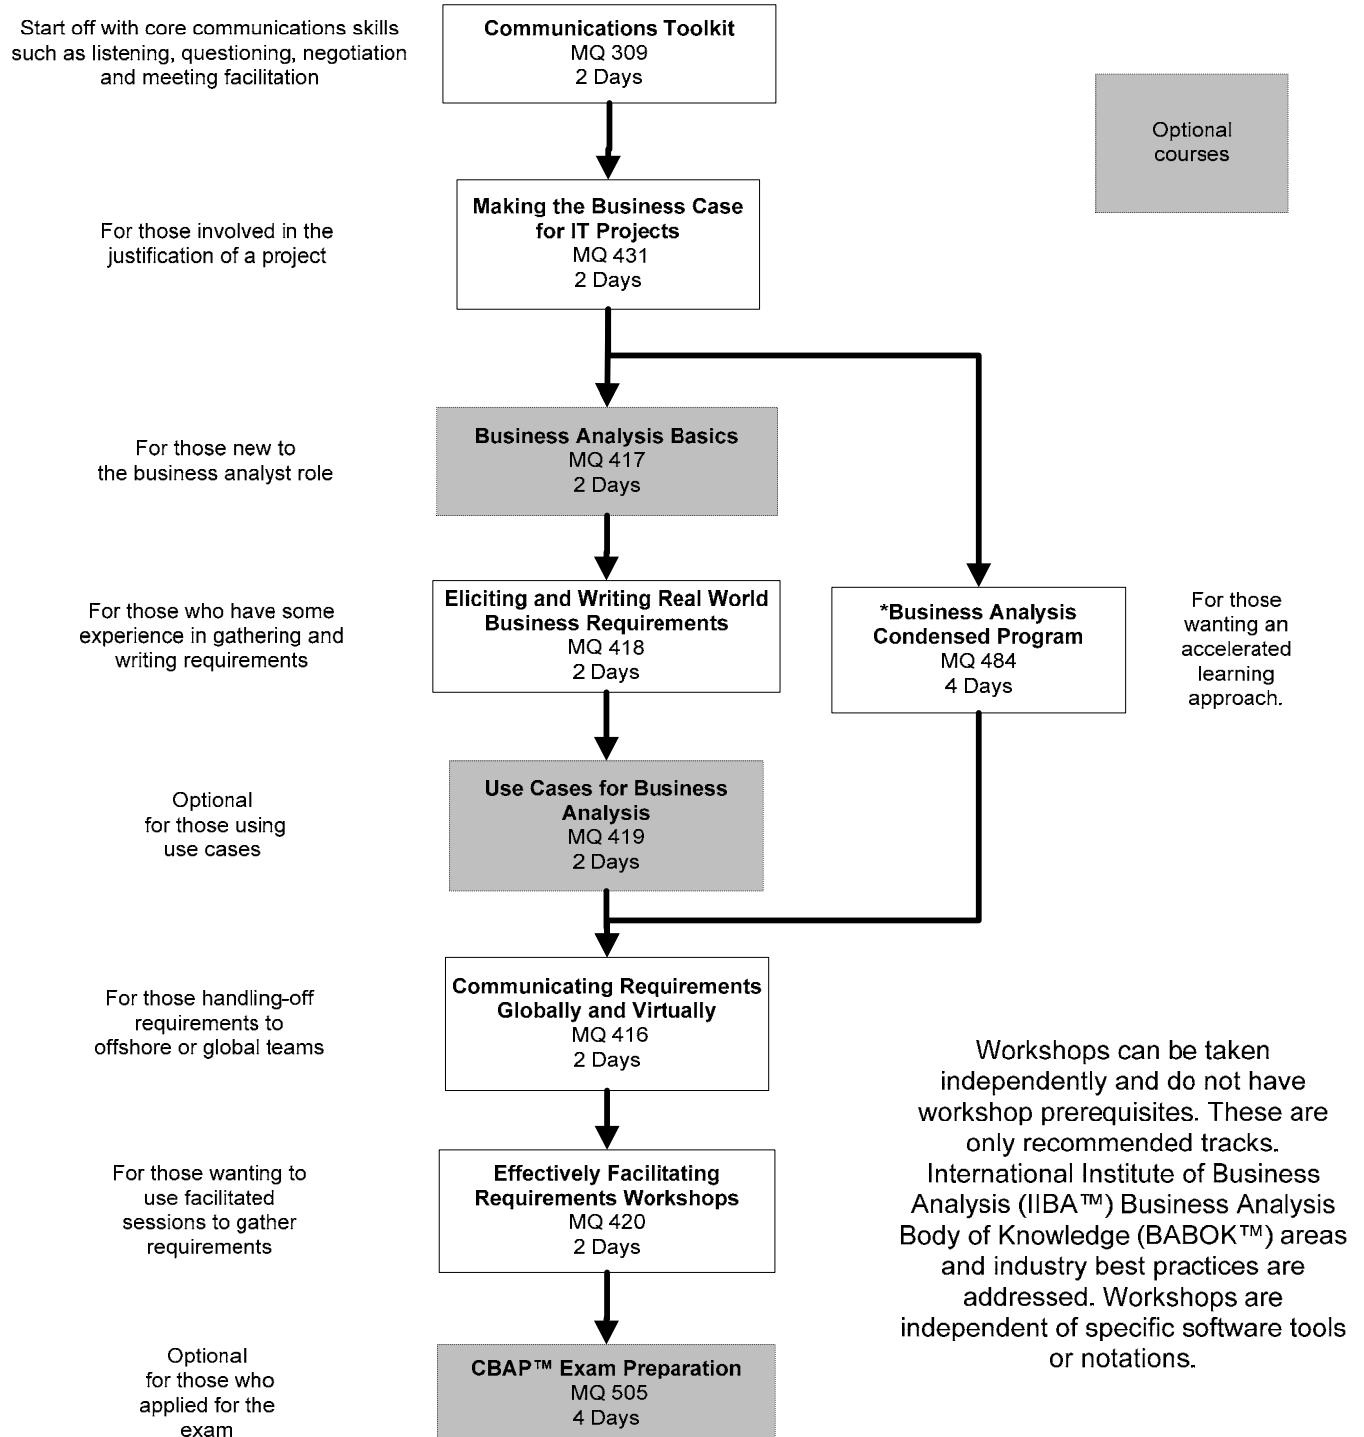 Start off with core communications skills
such as listening, questioning, negotiation
and meeting facilitation
Communications Toolkit
MQ 309
2 Days
Optional
courses
For those involved in the
justification of a project
Making the Business Case
for IT Projects
MQ 431
2 Days
For those new to
the business analyst role
Business Analysis Basics
MQ 417
2 Days
For those who have some
experience in gathering and
writing requirements
Eliciting and Writing Real World
Business Requirements
MQ 418
2 Days
*Business Analysis
Condensed Program
MQ 484
4 Days
For those
wanting an
accelerated
learning
approach.
Optional
for those using
use cases
Use Cases for Business
Analysis
MQ 419
2 Days
For those handling-off
requirements to
offshore or global teams
Communicating Requirements
Globally and Virtually
MQ 416
2 Days
For those wanting to
use facilitated
sessions to gather
requirements
Effectively Facilitating
Requirements Workshops
MQ 420
2 Days
Workshops can be taken
independently and do not have
workshop prerequisites. These are
only recommended tracks.
International Institute of Business
Analysis (IIBA™) Business Analysis
Body of Knowledge (BABOK™) areas
and industry best practices are
addressed. Workshops are
independent of specific software tools
or notations.
Optional
for those who
applied for the
exam
CBAP™ Exam Preparation
MQ 505
4 Days